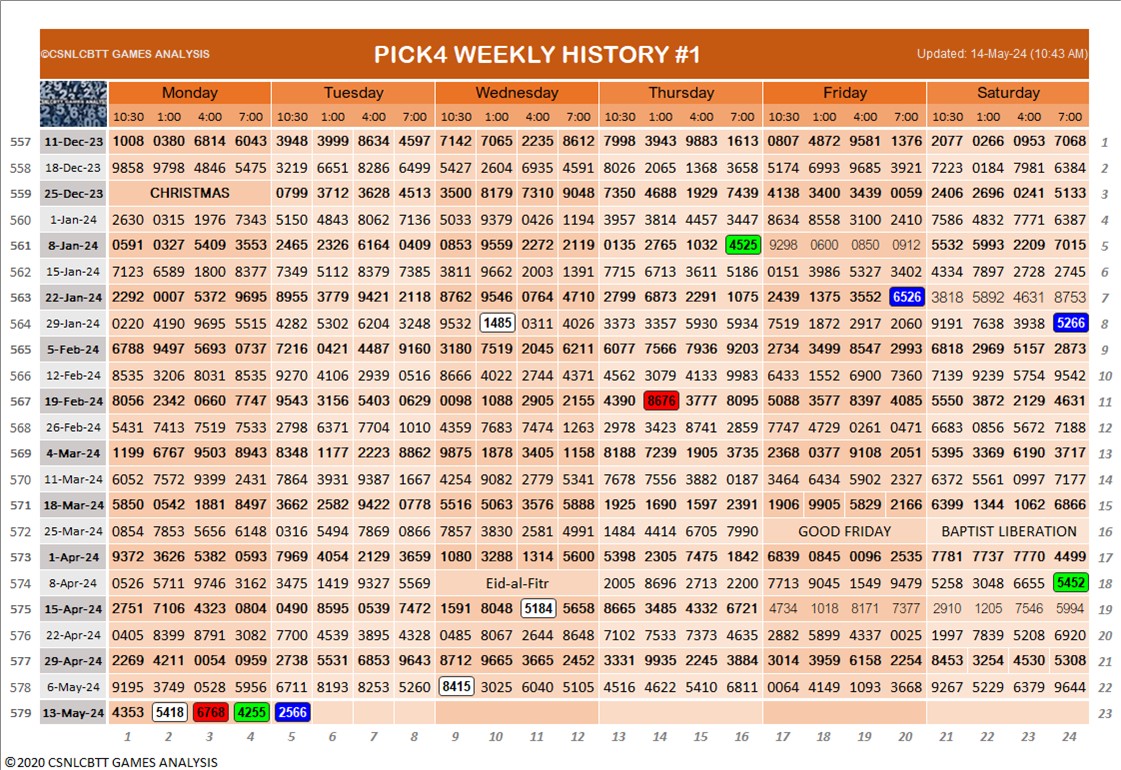 ©CSNLCBTT GAMES ANALYSIS PICK4 WEEKLY HISTORY #1 Updated: 14-May-24 (10:43 AM)
Monday Tuesday Wednesday Thursday Friday Saturday
10:30 1:00 4:00 7:00 10:30 1:00 4:00 7:00 10:30 1:00 4:00 7:00 10:30 1:00 4:00 7:00 10:30 1:00 4:00 7:00 10:30 1:00 4:00 7:00
557 11-Dec-23 1008 0380 6814 6043 3948 3999 8634 4597 7142 7065 2235 8612 7998 3943 9883 1613 0807 4872 9581 1376 2077 0266 0953 7068 1
558 18-Dec-23 9858 9798 4846 5475 3219 6651 8286 6499 5427 2604 6935 4591 8026 2065 1368 3658 5174 6993 9685 3921 7223 0184 7981 6384 2
559 25-Dec-23 CHRISTMAS 0799 3712 3628 4513 3500 8179 7310 9048 7350 4688 1929 7439 4138 3400 3439 0059 2406 2696 0241 5133 3
560 1-Jan-24 2630 0315 1976 7343 5150 4843 8062 7136 5033 9379 0426 1194 3957 3814 4457 3447 8634 8558 3100 2410 7586 4832 7771 6387 4
561 8-Jan-24 0591 0327 5409 3553 2465 2326 6164 0409 0853 9559 2272 2119 0135 2765 1032 4525 9298 0600 0850 0912 5532 5993 2209 7015 5
562 15-Jan-24 7123 6589 1800 8377 7349 5112 8379 7385 3811 9662 2003 1391 7715 6713 3611 5186 0151 3986 5327 3402 4334 7897 2728 2745 6
563 22-Jan-24 2292 0007 5372 9695 8955 3779 9421 2118 8762 9546 0764 4710 2799 6873 2291 1075 2439 1375 3552 6526 3818 5892 4631 8753 7
564 29-Jan-24 0220 4190 9695 5515 4282 5302 6204 3248 9532 1485 0311 4026 3373 5357 5930 5934 7519 1872 2917 2060 9191 7638 3938 5266 8
565 5-Feb-24 6788 9497 5693 0737 7216 0421 4487 9160 3180 7519 2045 6211 6077 7566 7936 9203 2734 3499 8547 2993 6818 2969 5157 2873 9
566 12-Feb-24 8535 3206 8031 8535 9270 4106 2939 0516 8666 4022 2744 4371 4562 3079 4133 9983 6433 1552 6900 7360 7139 9239 5754 9542 10
567 19-Feb-24 8056 2342 0660 7747 9543 3156 5403 0629 0098 1088 2905 2155 4390 8676 3777 8095 5088 3577 8397 4085 5550 3872 2129 4631 11
568 26-Feb-24 5431 7413 7519 7533 2798 6371 7704 1010 4359 7683 7474 1263 2978 3423 8741 2859 7747 4729 0261 0471 6683 0856 5672 7188 12
569 4-Mar-24 1199 6767 9503 8943 8348 1177 2223 8862 9875 1878 3405 1158 8188 7239 1905 3735 2368 0377 9108 2051 5395 3369 6190 3717 13
570 11-Mar-24 6052 7572 9399 2431 7864 3931 9387 1667 4254 9082 2779 5341 7678 7556 3882 0187 3464 6434 5902 2327 6372 5561 0997 7177 14
571 18-Mar-24 5850 0542 1881 8497 3662 2582 9422 0778 5516 5063 3576 5888 1925 1690 1597 2391 1906 9905 5829 2166 6399 1344 1062 6866 15
572 25-Mar-24 0854 7853 5656 6148 0316 5494 7869 0866 7857 3830 2581 4991 1484 4414 6705 7990 GOOD FRIDAY BAPTIST LIBERATION 16
573 1-Apr-24 9372 3626 5382 0593 7969 4054 2129 3659 1080 3288 1314 5600 5398 2305 7475 1842 6839 0845 0096 2535 7781 7737 7770 4499 17
574 8-Apr-24 0526 5711 9746 3162 3475 1419 9327 5569 Eid-al-Fitr 2005 8696 2713 2200 7713 9045 1549 9479 5258 3048 6655 5452 18
575 15-Apr-24 2751 7106 4323 0804 0490 8595 0539 7472 1591 8048 5184 5658 8665 3485 4332 6721 4734 1018 8171 7377 2910 1205 7546 5994 19
576 22-Apr-24 0405 8399 8791 3082 7700 4539 3895 4328 0485 8067 2644 8648 7102 7533 7373 4635 2882 5899 4337 0025 1997 7839 5208 6920 20
577 29-Apr-24 2269 4211 0054 0959 2738 5531 6853 9643 8712 9665 3665 2452 3331 9935 2245 3884 3014 3959 6158 2254 8453 3254 4530 5308 21
578 6-May-24 9195 3749 0528 5956 6711 8193 8253 5260 8415 3025 6040 5105 4516 4622 5410 6811 0064 4149 1093 3668 9267 5229 6379 9644 22
579 13-May-24 4353 5418 6768 4255 2566 23
1 2 3 4 5 6 7 8 9 10 11 12 13 14 15 16 17 18 19 20 21 22 23 24
©2020 CSNLCBTT GAMES ANALYSIS